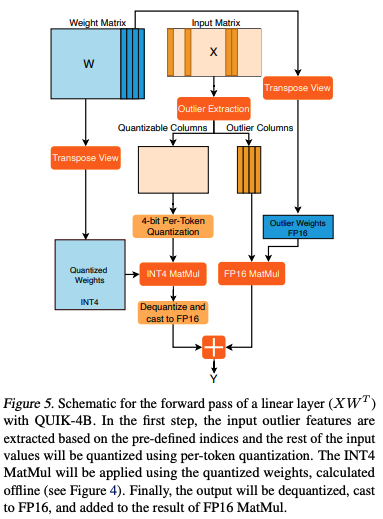 Weight Matrix
Input Matrix
W
X
Transpose View
Outlier Extraction
Quantizable Columns
Outlier Columns
Transpose View
4-bit Per-Token
Quantization
Outlier Weights
FP16
Quantized
Weights
INT4
INT4 MatMul
FP16 MatMul
Dequantize and
cast to FP16
+
Y
Figure 5. Schematic for the forward pass of a linear layer (XW^T)
with QUIK-4B. In the first step, the input outlier features are
extracted based on the pre-defined indices and the rest of the input
values will be quantized using per-token quantization. The INT4
MatMul will be applied using the quantized weights, calculated
offline (see Figure 4). Finally, the output will be dequantized, cast
to FP16, and added to the result of FP16 MatMul.